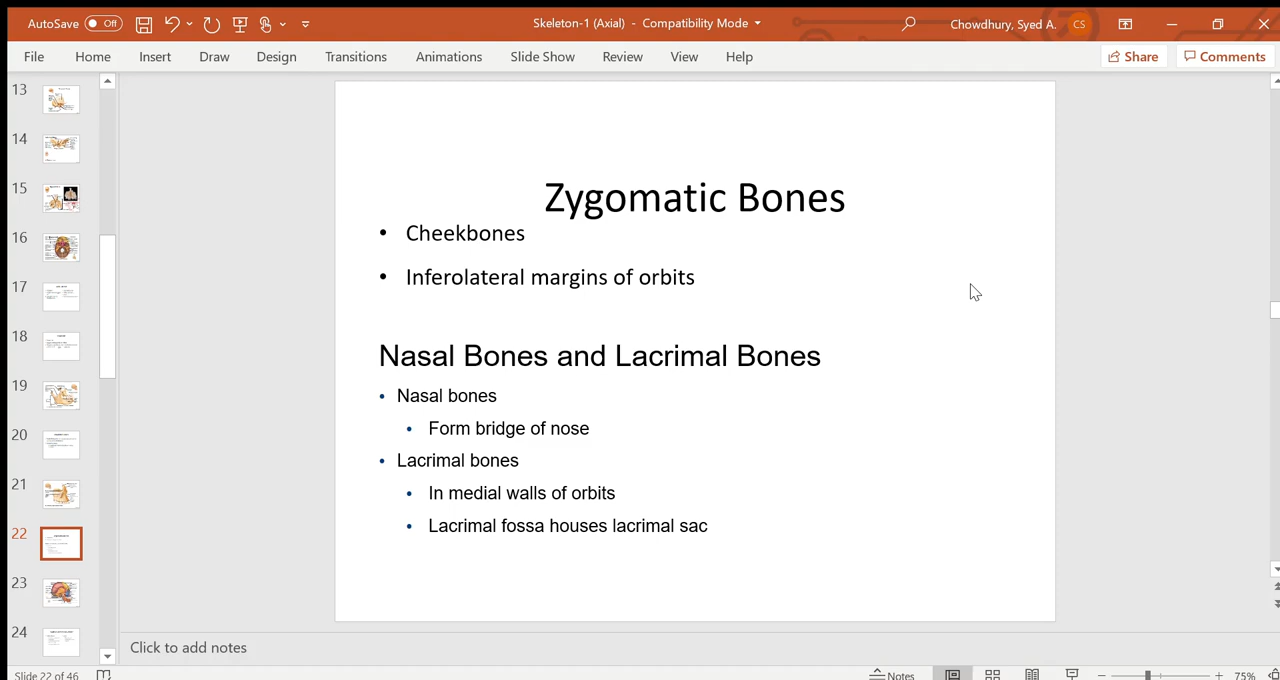 AutoSave Off Skeleton-1 (Axial) - Compatibility Mode Chowdhury, Syed A. CS
File Home Insert Draw Design Transitions Animations Slide Show Review View Help Share Comments
13
14
15
16
17
18
19
20
21
22
23
24
Zygomatic Bones
• Cheekbones
• Inferolateral margins of orbits
Nasal Bones and Lacrimal Bones
• Nasal bones
• Form bridge of nose
• Lacrimal bones
• In medial walls of orbits
• Lacrimal fossa houses lacrimal sac
Click to add notes
Slide 22 of 46 Notes 75%